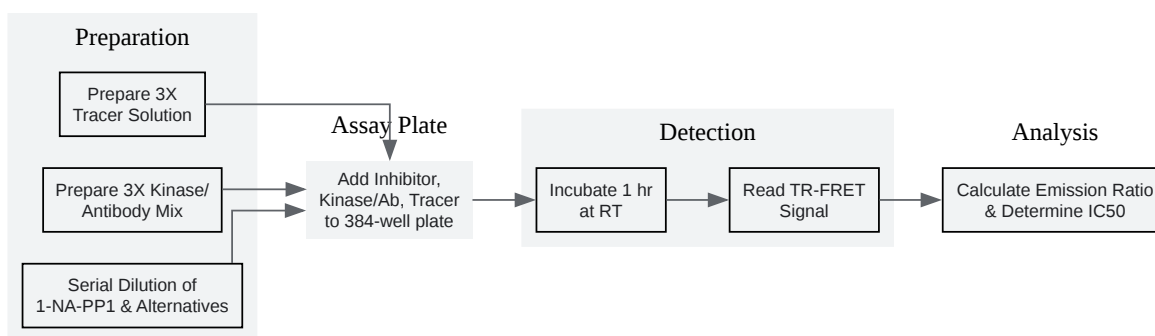 Preparation
Prepare 3X
Tracer Solution
Prepare 3X Kinase/
Antibody Mix
Serial Dilution of
1-NA-PP1 & Alternatives
Assay Plate
Add Inhibitor,
Kinase/Ab, Tracer
to 384-well plate
Detection
Incubate 1 hr
at RT
Read TR-FRET
Signal
Analysis
Calculate Emission Ratio
& Determine IC50